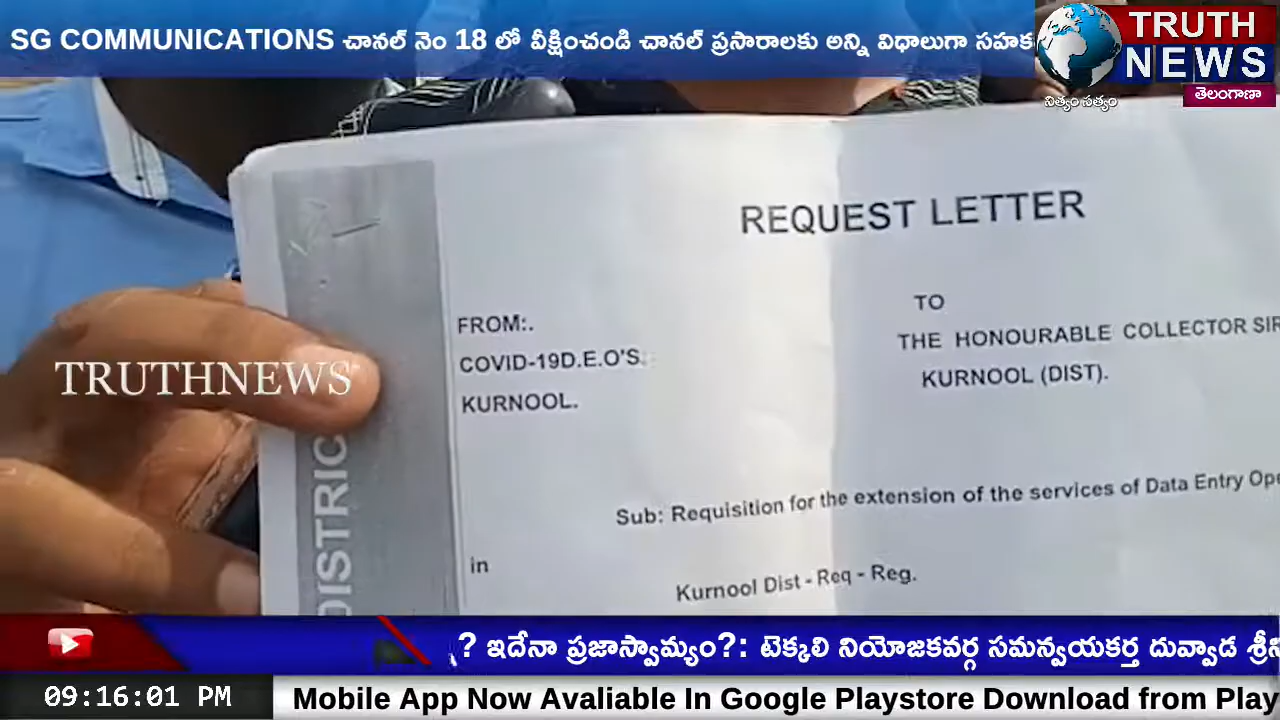 SG COMMUNICATIONS చానల్ నెం 18 లో వీక్షించండి చానల్ ప్రసారాలకు అన్ని విధాలుగా సహక
TRUTH
NEWS
నిత్యం సత్యం
తెలంగాణా
REQUEST LETTER
FROM:.
TO
COVID-19D.E.O'S.
THE HONOURABLE COLLECTOR SIR
KURNOOL.
KURNOOL (DIST).
TRUTHNEWS
DISTRIC
Sub: Requisition for the extension of the services of Data Entry Ope
in
Kurnool Dist - Req - Reg.
? ఇదేనా ప్రజాస్వామ్యం?: టెక్కలి నియోజకవర్గ సమన్వయకర్త దువ్వాడ
09:16:01 PM
Mobile App Now Avaliable In Google Playstore Download from Play